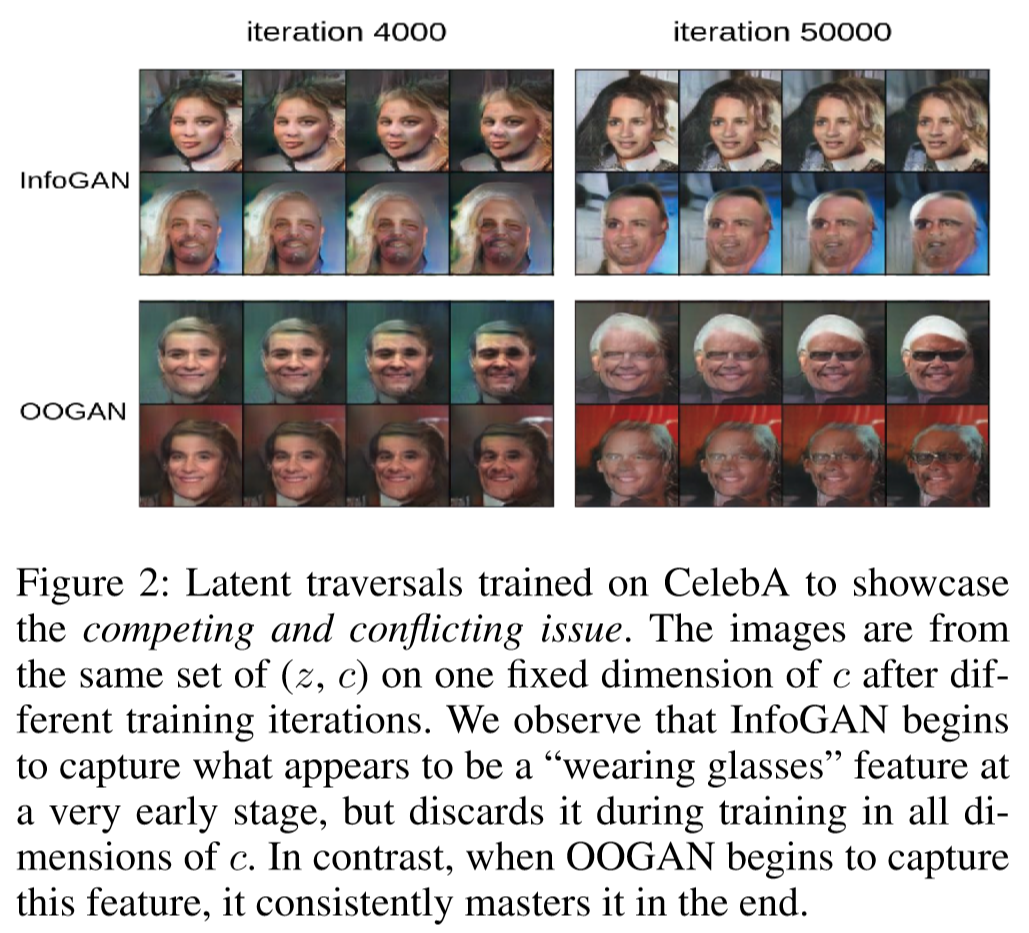 iteration 4000 iteration 50000
InfoGAN
OOGAN
Figure 2: Latent traversals trained on CelebA to showcase
the competing and conflicting issue. The images are from
the same set of (z, c) on one fixed dimension of c after dif-
ferent training iterations. We observe that InfoGAN begins
to capture what appears to be a “wearing glasses” feature at
a very early stage, but discards it during training in all di-
mensions of c. In contrast, when OOGAN begins to capture
this feature, it consistently masters it in the end.